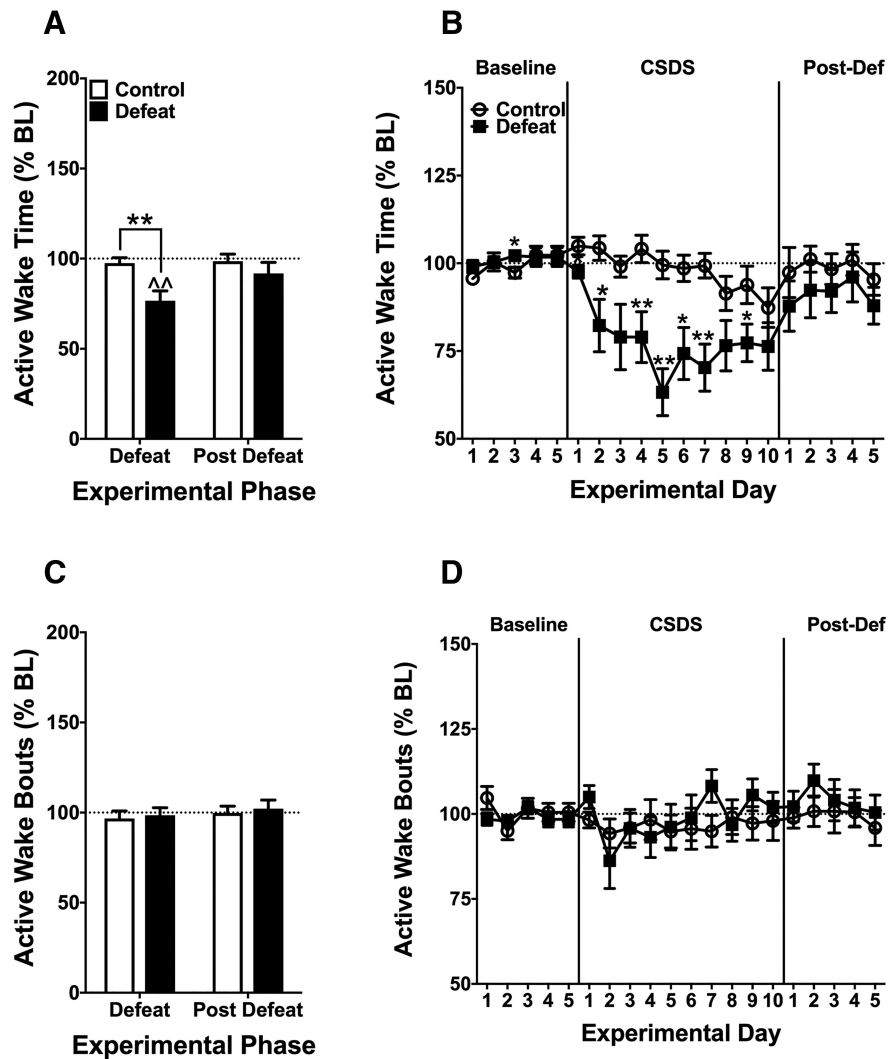 A
Active Wake Time (% BL)
200
150
100
50
0
Control
Defeat
**
^^
Defeat Post Defeat
Experimental Phase
B
Baseline CSDS Post-Def
Active Wake Time (% BL)
150
125
100
75
50
Control
Defeat
*
*
**
**
*
**
*
1 2 3 4 5 1 2 3 4 5 6 7 8 9 10 1 2 3 4 5
Experimental Day
C
Active Wake Bouts (% BL)
200
150
100
50
0
Defeat Post Defeat
Experimental Phase
D
Baseline CSDS Post-Def
Active Wake Bouts (% BL)
150
125
100
75
50
1 2 3 4 5 1 2 3 4 5 6 7 8 9 10 1 2 3 4 5
Experimental Day